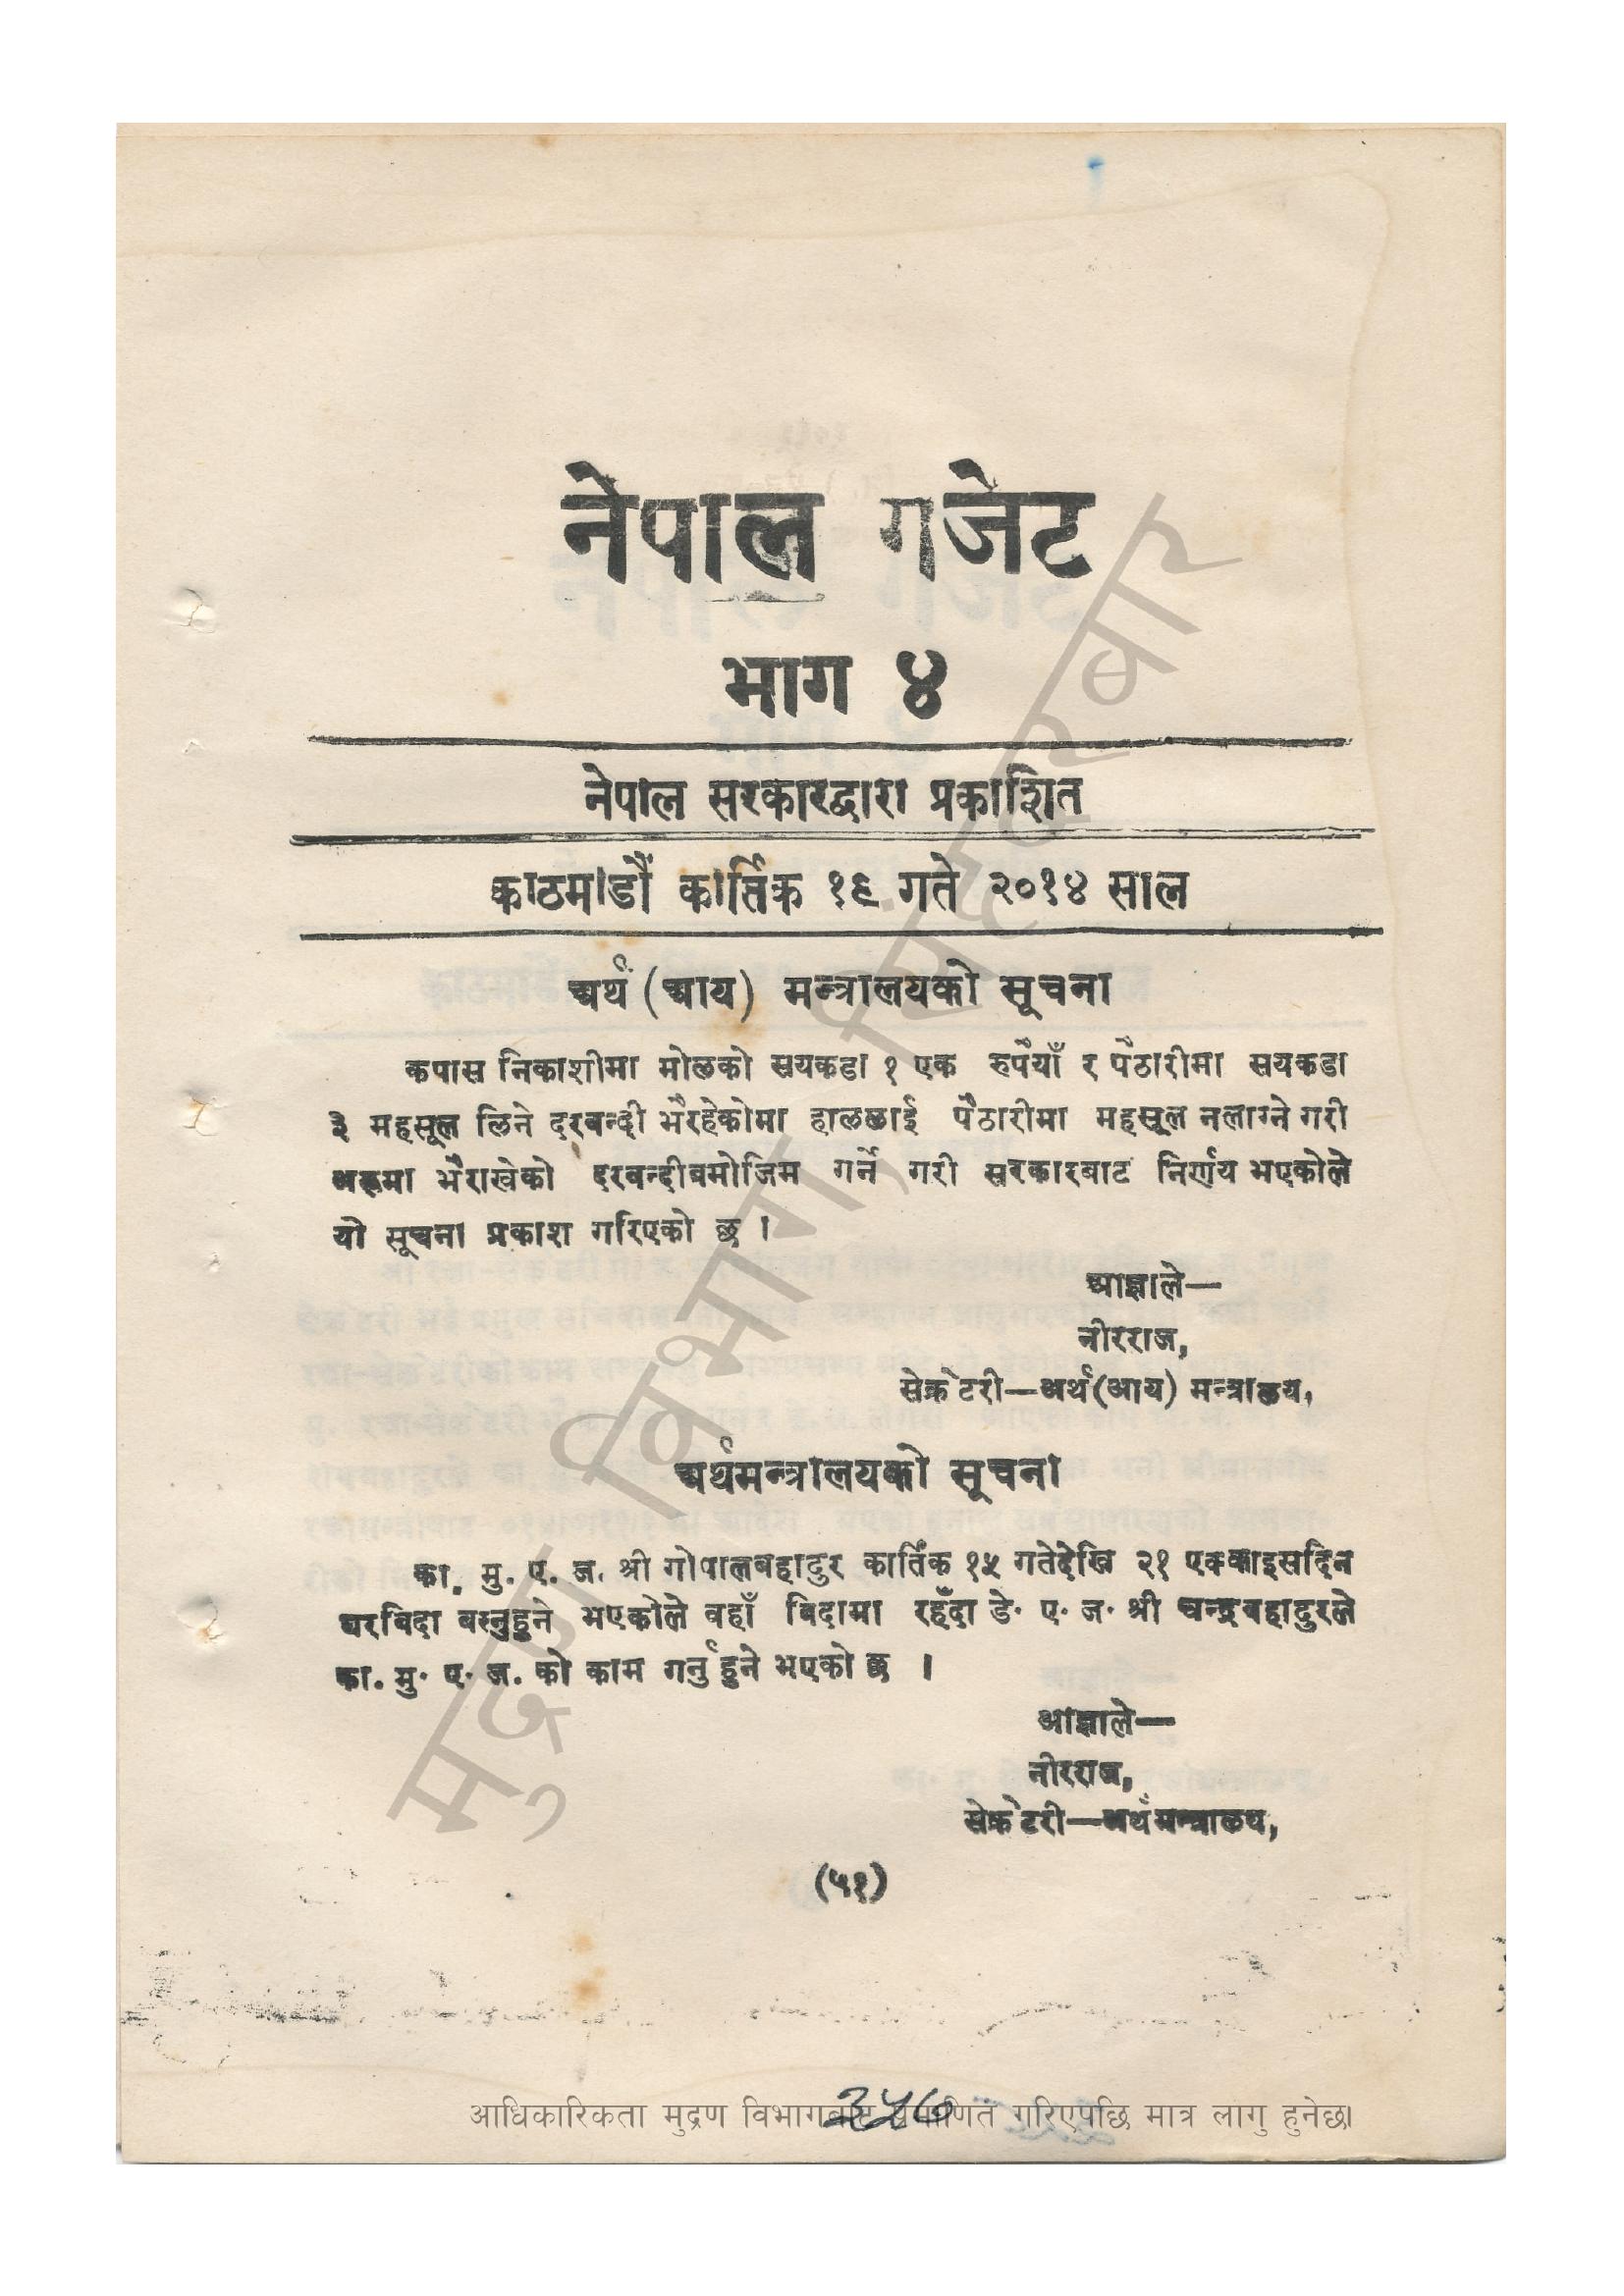 नेपाल गजेट
भाग ४
नेपाल सरकारद्वारा प्रकाशित
काठमाडौं कार्त्तिक १९ गते २०१४ साल
अर्थ (आय) मन्त्रालयको सूचना
कपास निकाशीमा मोलको सयकडा १ एक रुपैयाँ र पैठारीमा सयकडा
३ महसूल लिने दरबन्दी भैरहेकोमा हाललाई पैठारीमा महसूल नलाग्ने गरी
अरूमा भैराखेको दरबन्दीबमोजिम गर्ने गरी सरकारबाट निर्णय भएकोले
यो सूचना प्रकाश गरिएको छ ।
आज्ञाले—
नीरराज,
सेक्रेटरी—अर्थ (आय) मन्त्रालय,
अर्थमन्त्रालयको सूचना
का. मु. ए. ज. श्री गोपालबहादुर कार्तिक १५ गतेदेखि २१ एक्काइसदिन
घरबिदा बस्नुहुने भएकोले वहाँ बिदामा रहँदा डे. ए. ज. श्री चन्द्रबहादुरले
का. मु. ए. ज. को काम गर्नुहुने भएको छ ।
आज्ञाले—
नीरराज,
सेक्रेटरी—अर्थमन्त्रालय,
(५१)
मुद्रण विभाग, सिंहदरबार
३५७
आधिकारिकता मुद्रण विभागबाट प्रमाणित गरिएपछि मात्र लागु हुनेछ।